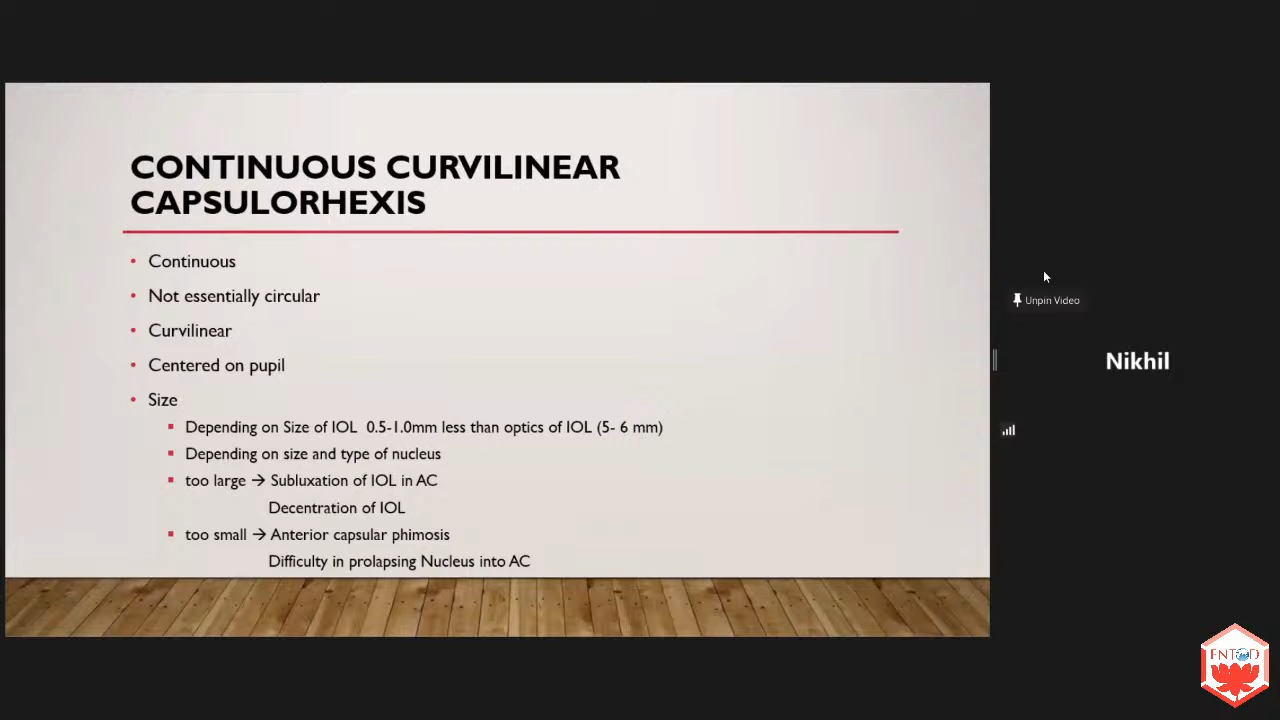 CONTINUOUS CURVILINEAR
CAPSULORHEXIS
• Continuous
• Not essentially circular
• Curvilinear
• Centered on pupil
• Size
▪ Depending on Size of IOL 0.5-1.0mm less than optics of IOL (5- 6 mm)
▪ Depending on size and type of nucleus
▪ too large → Subluxation of IOL in AC
Decentration of IOL
▪ too small → Anterior capsular phimosis
Difficulty in prolapsing Nucleus into AC
Unpin Video
Nikhil
ENTOD